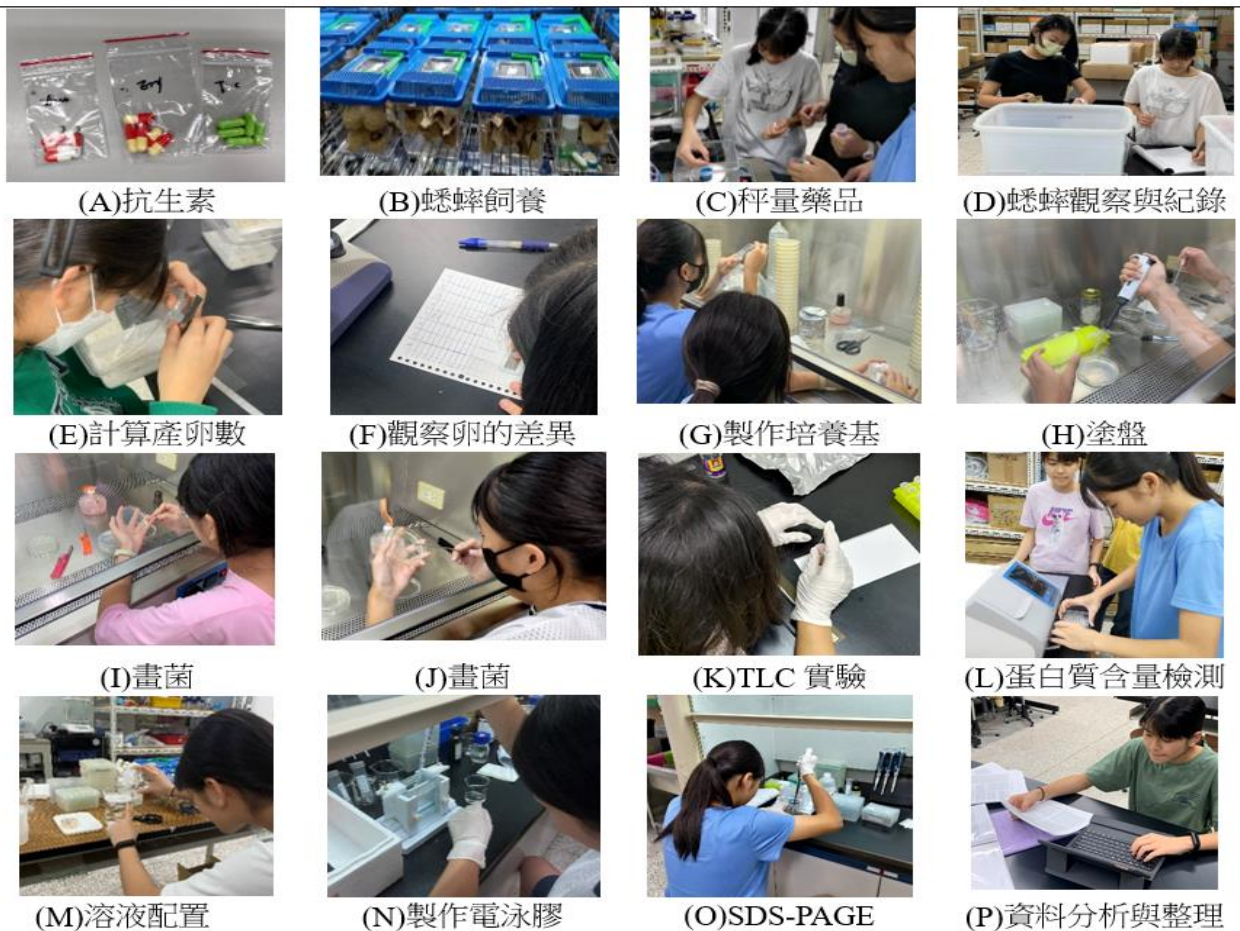 (A)抗生素
(B)蟋蟀飼養
(C)秤量藥品
(D)蟋蟀觀察與紀錄
(E)計算產卵數
(F)觀察卵的差異
(G)製作培養基
(H)塗盤
(I)畫菌
(J)畫菌
(K)TLC 實驗
(L)蛋白質含量檢測
(M)溶液配置
(N)製作電泳膠
(O)SDS-PAGE
(P)資料分析與整理